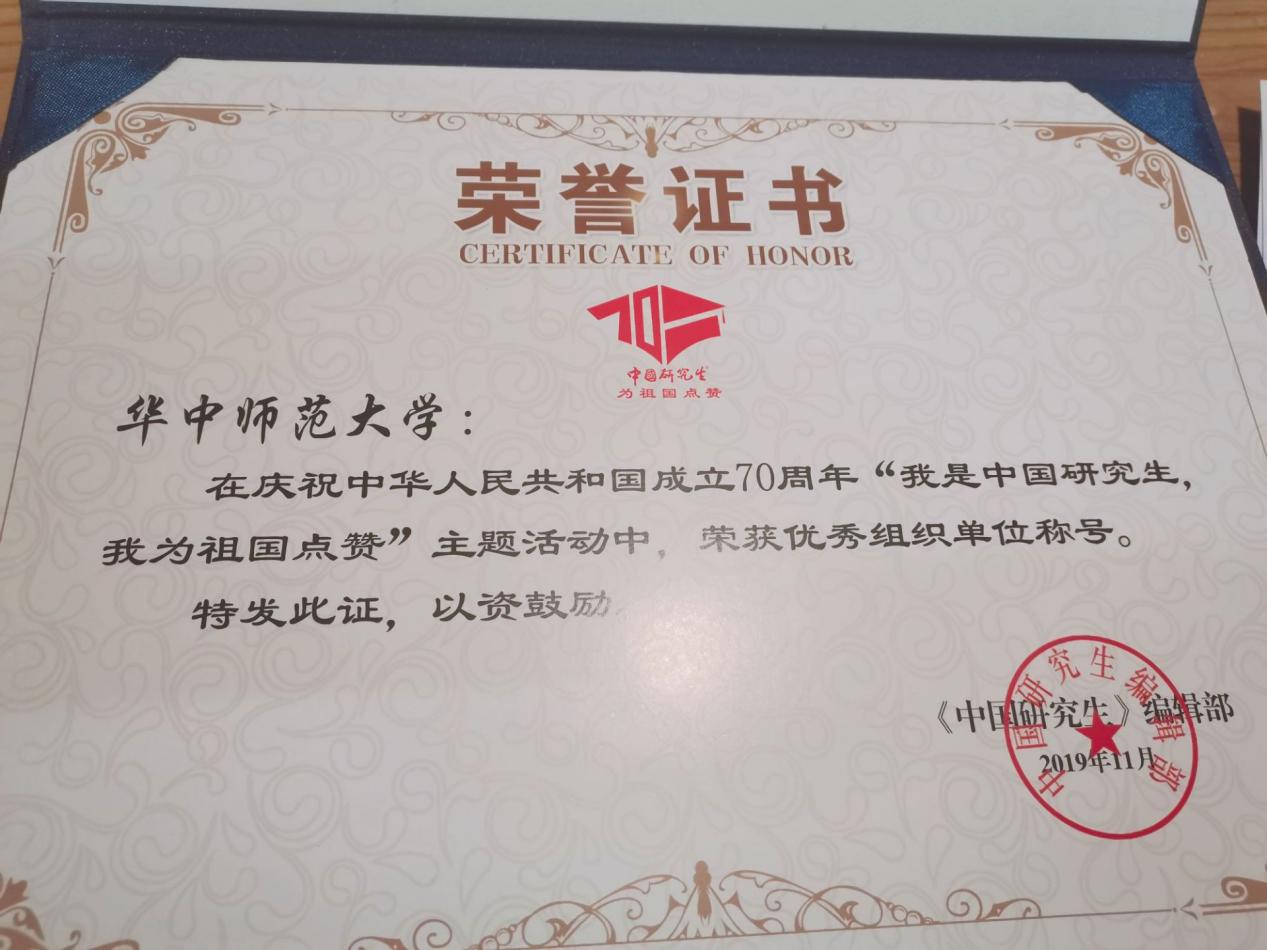 荣誉证书
CERTIFICATE OF HONOR
70
中國研究生
为祖国点赞
华中师范大学：
在庆祝中华人民共和国成立70周年“我是中国研究生，
我为祖国点赞”主题活动中，荣获优秀组织单位称号。
特发此证，以资鼓励
《中国研究生》编辑部
2019年11月
中国研究生编辑部